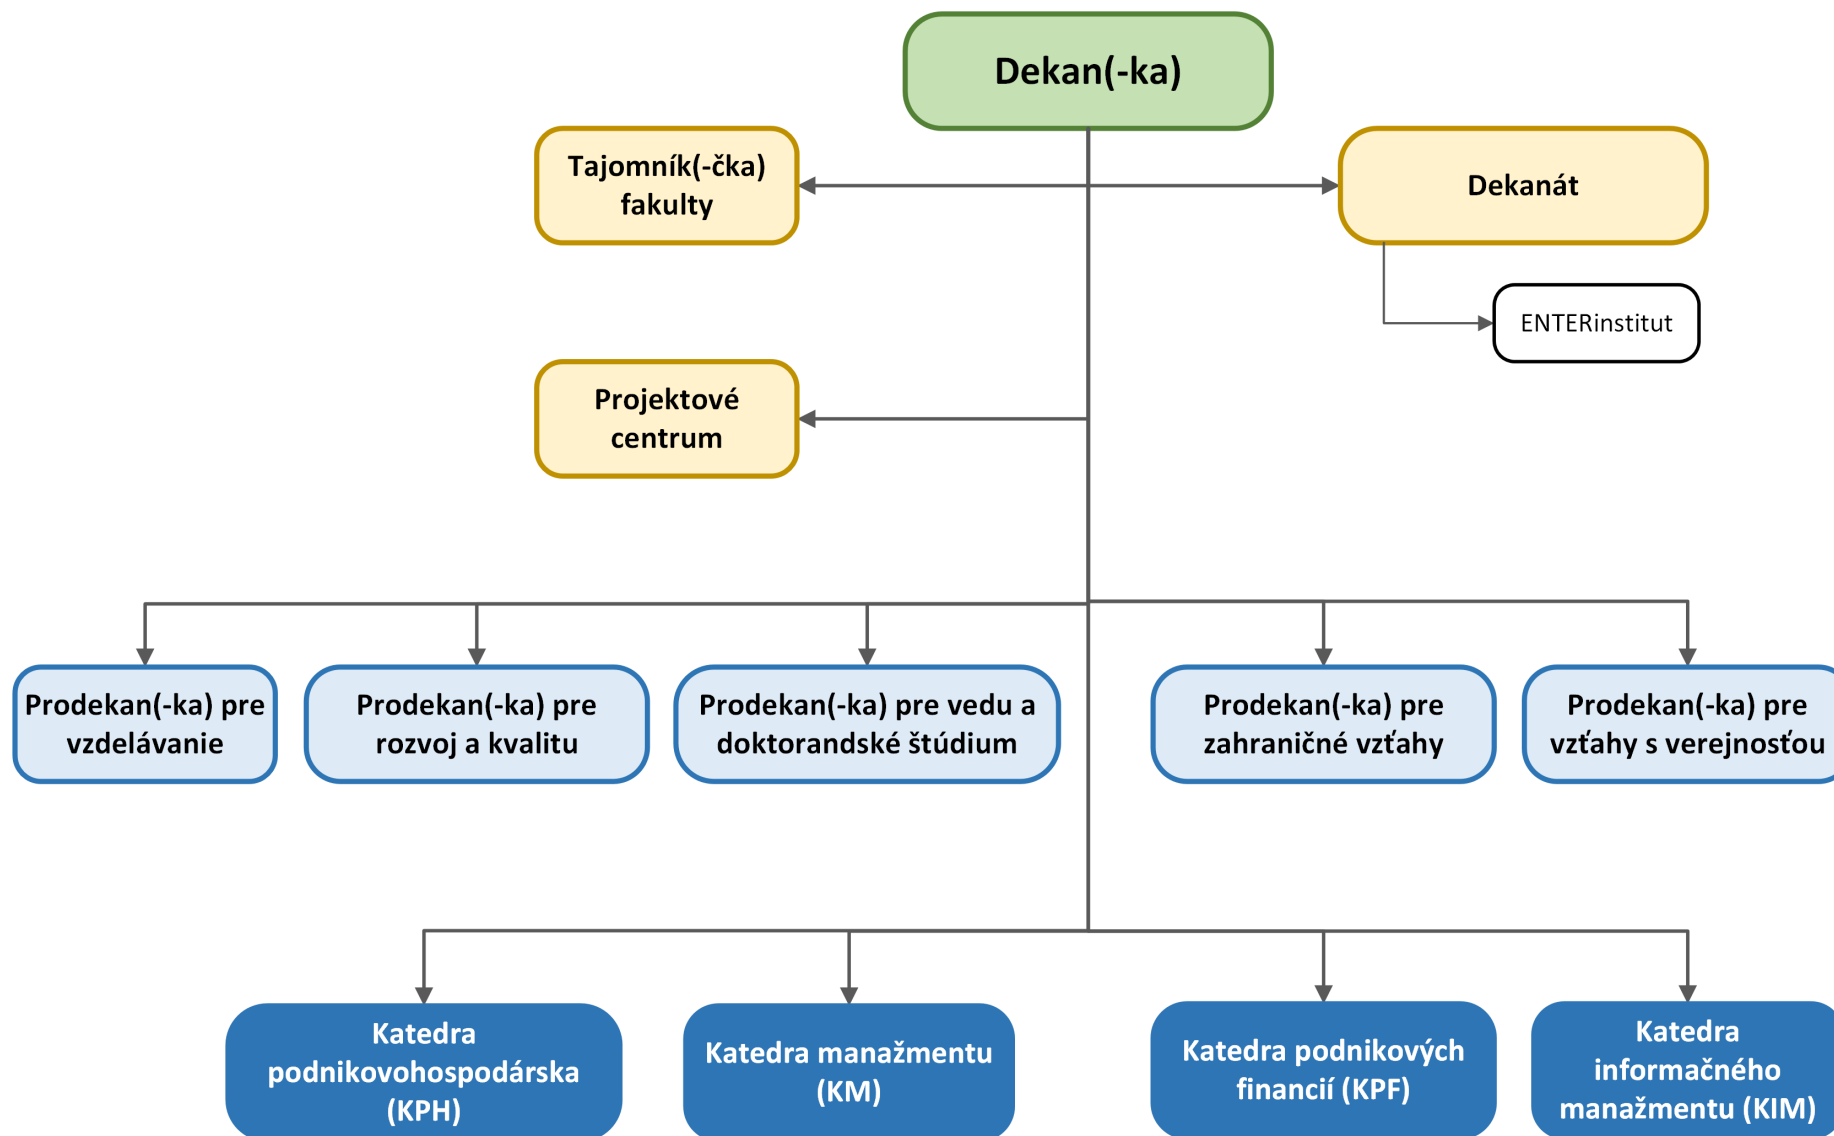 Dekan(-ka)
Tajomník(-čka)
fakulty
Dekanát
ENTERinstitut
Projektové
centrum
Prodekan(-ka) pre
vzdelávanie
Prodekan(-ka) pre
rozvoj a kvalitu
Prodekan(-ka) pre vedu a
doktorandské štúdium
Prodekan(-ka) pre
zahraničné vzťahy
Prodekan(-ka) pre
vzťahy s verejnosťou
Katedra
podnikovohospodárska
(KPH)
Katedra manažmentu
(KM)
Katedra podnikových
financií (KPF)
Katedra
informačného
manažmentu (KIM)